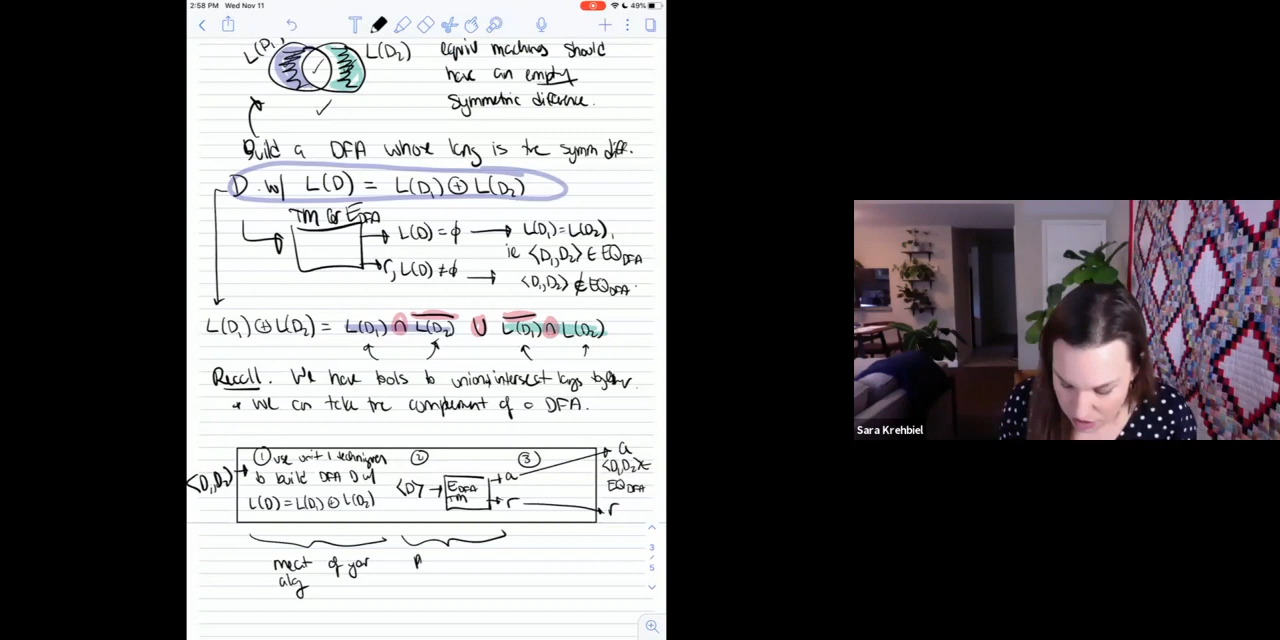 2:58 PM Wed Nov 11
49%
T
L(D₁)
L(D₂)
equiv machines should
have an empty
symmetric diference.
Build a DFA whose lang is the symm diff.
D w/ L(D) = L(D₁) ⊕ L(D₂)
TM for E_DFA
L(D) = ϕ → L(D₁) = L(D₂),
ie <D₁,D₂> ∈ EQ_DFA
r, L(D) ≠ ϕ → <D₁,D₂> ∉ EQ_DFA.
L(D₁) ⊕ L(D₂) = L(D₁) ∩ L(D₂) ∪ L(D₁) ∩ L(D₂)
Recall. We have tools to union+intersect langs together.
+ We can take the complement of a DFA.
<D₁,D₂>
① use unit 1 techniques
to build DFA D w/
L(D) = L(D₁) ⊕ L(D₂)
②
<D> → E_DFA TM
a
r
③
a
<D₁,D₂> ∈
EQ_DFA
r
meat of your
alg
3
/
5
Sara Krehbiel